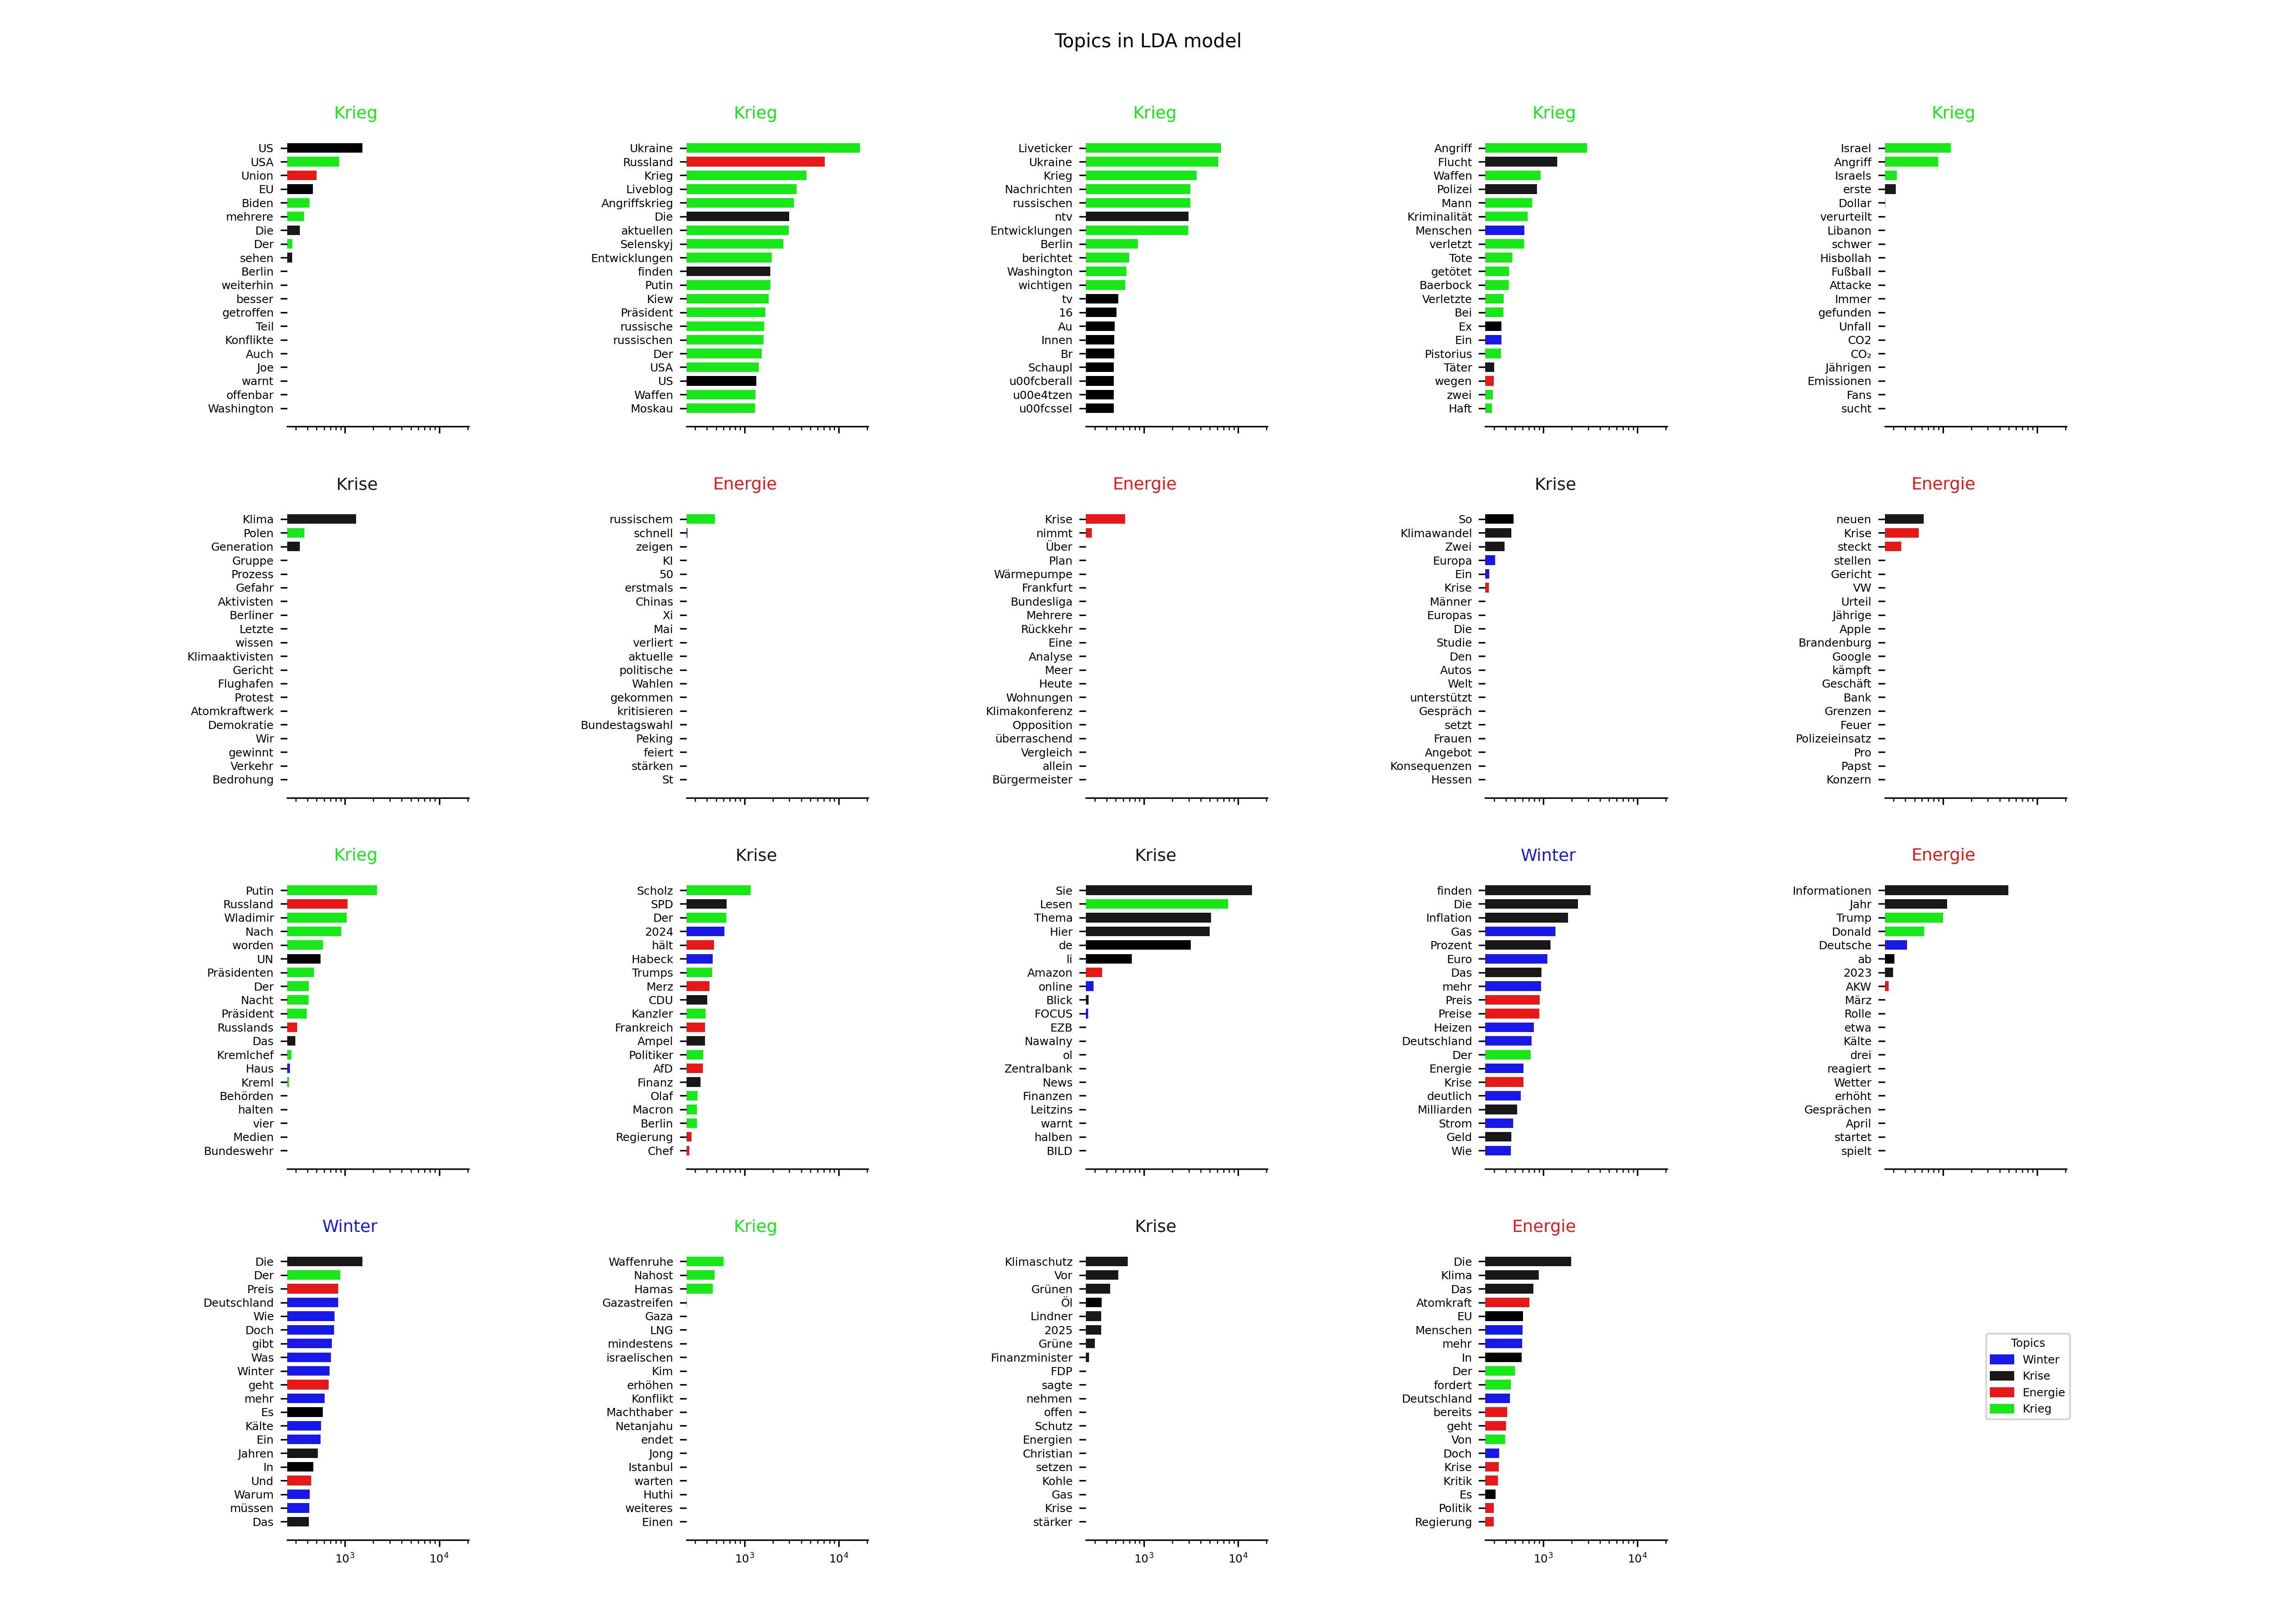 Topics in LDA model
Krieg
US
USA
Union
EU
Biden
mehrere
Die
Der
sehen
Berlin
weiterhin
besser
getroffen
Teil
Konflikte
Auch
Joe
warnt
offenbar
Washington
Krieg
Ukraine
Russland
Krieg
Liveblog
Angriffskrieg
Die
aktuellen
Selenskyj
Entwicklungen
finden
Putin
Kiew
Präsident
russische
russischen
Der
USA
US
Waffen
Moskau
Krieg
Liveticker
Ukraine
Krieg
Nachrichten
russischen
ntv
Entwicklungen
Berlin
berichtet
Washington
wichtigen
tv
16
Au
Innen
Br
Schaupl
u00fcberall
u00e4tzen
u00fcssel
Krieg
Angriff
Flucht
Waffen
Polizei
Mann
Kriminalität
Menschen
verletzt
Tote
getötet
Baerbock
Verletzte
Bei
Ex
Ein
Pistorius
Täter
wegen
zwei
Haft
Krieg
Israel
Angriff
Israels
erste
Dollar
verurteilt
Libanon
schwer
Hisbollah
Fußball
Attacke
Immer
gefunden
Unfall
CO2
CO₂
Jährigen
Emissionen
Fans
sucht
Krise
Klima
Polen
Generation
Gruppe
Prozess
Gefahr
Aktivisten
Berliner
Letzte
wissen
Klimaaktivisten
Gericht
Flughafen
Protest
Atomkraftwerk
Demokratie
Wir
gewinnt
Verkehr
Bedrohung
Energie
russischem
schnell
zeigen
KI
50
erstmals
Chinas
Xi
Mai
verliert
aktuelle
politische
Wahlen
gekommen
kritisieren
Bundestagswahl
Peking
feiert
stärken
St
Energie
Krise
nimmt
Über
Plan
Wärmepumpe
Frankfurt
Bundesliga
Mehrere
Rückkehr
Eine
Analyse
Meer
Heute
Wohnungen
Klimakonferenz
Opposition
überraschend
Vergleich
allein
Bürgermeister
Krise
So
Klimawandel
Zwei
Europa
Ein
Krise
Männer
Europas
Die
Studie
Den
Autos
Welt
unterstützt
Gespräch
setzt
Frauen
Angebot
Konsequenzen
Hessen
Energie
neuen
Krise
steckt
stellen
Gericht
VW
Urteil
Jährige
Apple
Brandenburg
Google
kämpft
Geschäft
Bank
Grenzen
Feuer
Polizeieinsatz
Pro
Papst
Konzern
Krieg
Putin
Russland
Wladimir
Nach
worden
UN
Präsidenten
Der
Nacht
Präsident
Russlands
Das
Kremlchef
Haus
Kreml
Behörden
halten
vier
Medien
Bundeswehr
Krise
Scholz
SPD
Der
2024
hält
Habeck
Trumps
Merz
CDU
Kanzler
Frankreich
Ampel
Politiker
AfD
Finanz
Olaf
Macron
Berlin
Regierung
Chef
Krise
Sie
Lesen
Thema
Hier
de
li
Amazon
online
Blick
FOCUS
EZB
Nawalny
ol
Zentralbank
News
Finanzen
Leitzins
warnt
halben
BILD
Winter
finden
Die
Inflation
Gas
Prozent
Euro
Das
mehr
Preis
Preise
Heizen
Deutschland
Der
Energie
Krise
deutlich
Milliarden
Strom
Geld
Wie
Energie
Informationen
Jahr
Trump
Donald
Deutsche
ab
2023
AKW
März
Rolle
etwa
Kälte
drei
reagiert
Wetter
erhöht
Gesprächen
April
startet
spielt
Winter
Die
Der
Preis
Deutschland
Wie
Doch
gibt
Was
Winter
geht
mehr
Es
Kälte
Ein
Jahren
In
Und
Warum
müssen
Das
10³ 10⁴
Krieg
Waffenruhe
Nahost
Hamas
Gazastreifen
Gaza
LNG
mindestens
israelischen
Kim
erhöhen
Konflikt
Machthaber
Netanjahu
endet
Jong
Istanbul
warten
Huthi
weiteres
Einen
10³ 10⁴
Krise
Klimaschutz
Vor
Grünen
Öl
Lindner
2025
Grüne
Finanzminister
FDP
sagte
nehmen
offen
Schutz
Energien
Christian
setzen
Kohle
Gas
Krise
stärker
10³ 10⁴
Energie
Die
Klima
Das
Atomkraft
EU
Menschen
mehr
In
Der
fordert
Deutschland
bereits
geht
Von
Doch
Krise
Kritik
Es
Politik
Regierung
10³ 10⁴
Topics
Winter
Krise
Energie
Krieg